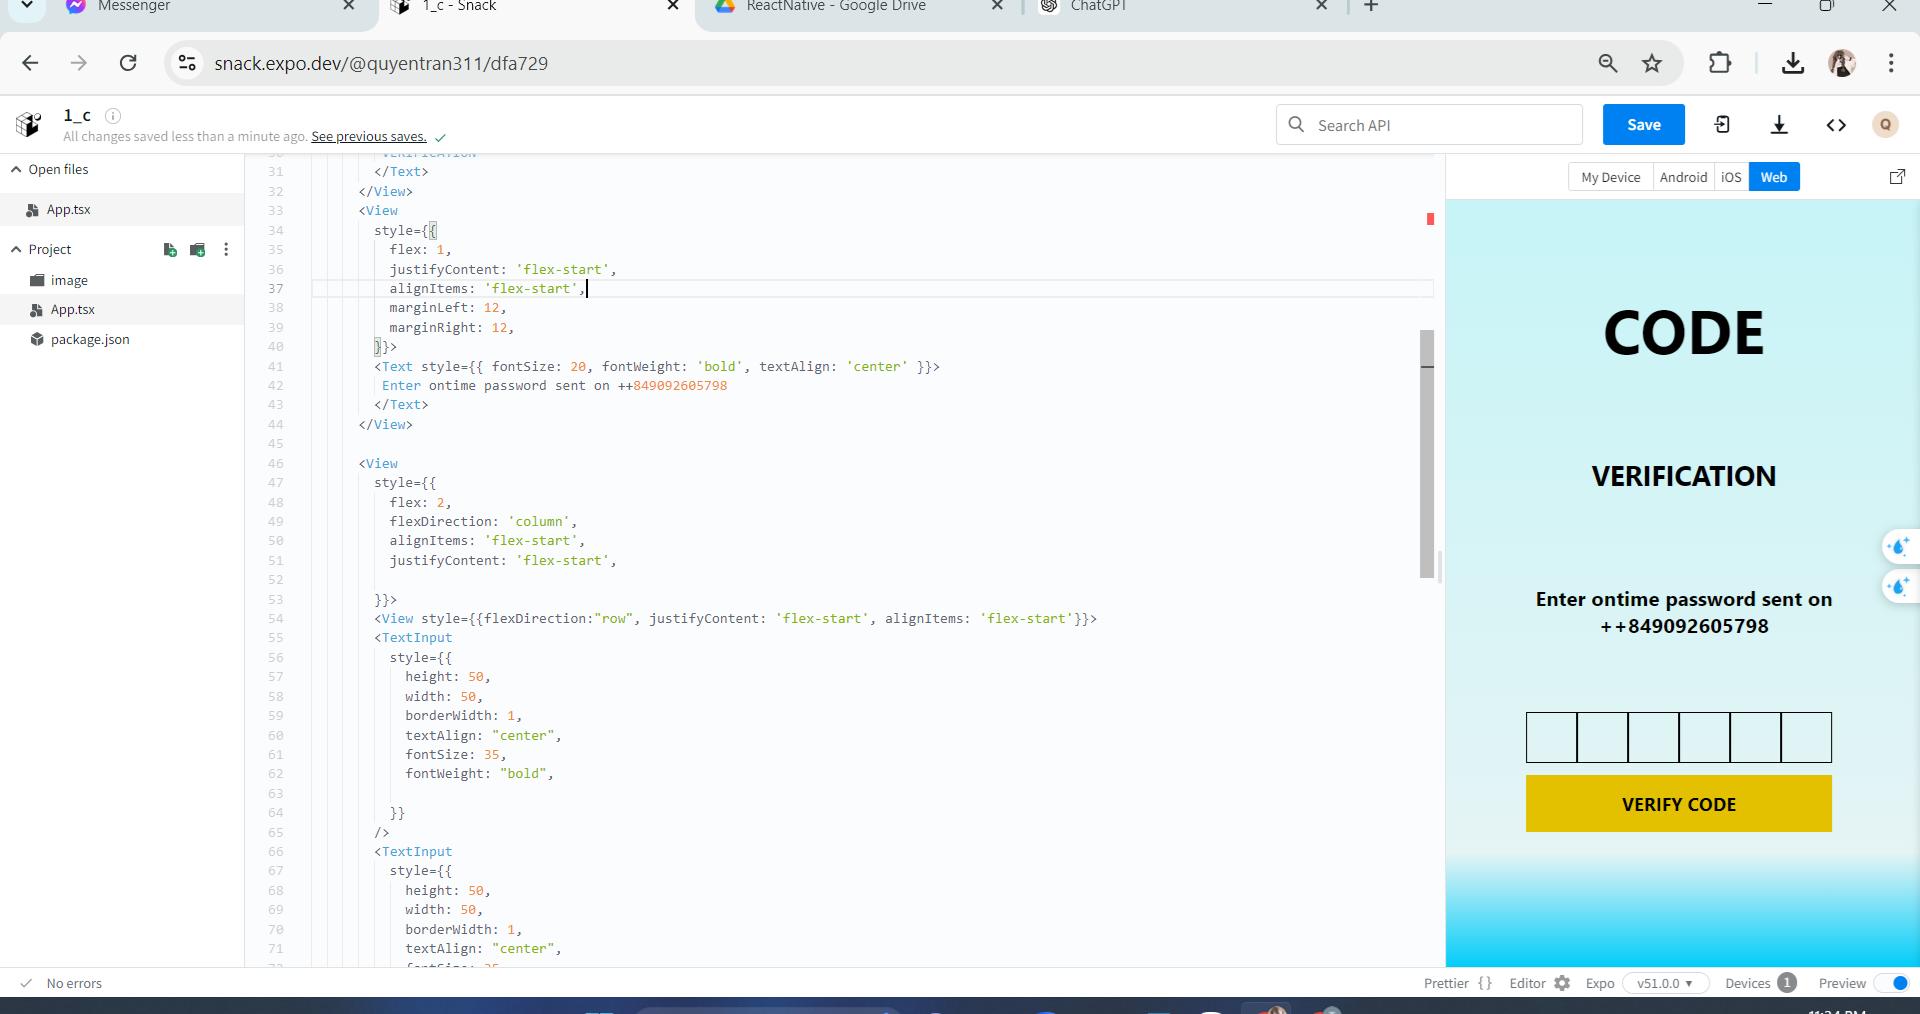 Messenger
1_c - Snack
ReactNative - Google Drive
ChatGPT
snack.expo.dev/@quyentran311/dfa729
1_c
All changes saved less than a minute ago. See previous saves.
Search API
Save
Q
Open files
App.tsx
Project
image
App.tsx
package.json
30 VERIFICATION
31 </Text>
32 </View>
33 <View
34 style={{
35 flex: 1,
36 justifyContent: 'flex-start',
37 alignItems: 'flex-start',
38 marginLeft: 12,
39 marginRight: 12,
40 }}>
41 <Text style={{ fontSize: 20, fontWeight: 'bold', textAlign: 'center' }}>
42 Enter ontime password sent on ++849092605798
43 </Text>
44 </View>
45
46 <View
47 style={{
48 flex: 2,
49 flexDirection: 'column',
50 alignItems: 'flex-start',
51 justifyContent: 'flex-start',
52
53 }}>
54 <View style={{flexDirection:"row", justifyContent: 'flex-start', alignItems: 'flex-start'}}>
55 <TextInput
56 style={{
57 height: 50,
58 width: 50,
59 borderWidth: 1,
60 textAlign: "center",
61 fontSize: 35,
62 fontWeight: "bold",
63
64 }}
65 />
66 <TextInput
67 style={{
68 height: 50,
69 width: 50,
70 borderWidth: 1,
71 textAlign: "center",
72 fontSize: 35
My Device
Android
iOS
Web
CODE
VERIFICATION
Enter ontime password sent on
++849092605798
VERIFY CODE
No errors
Prettier {}
Editor
Expo
v51.0.0
Devices 1
Preview
11:34 PM